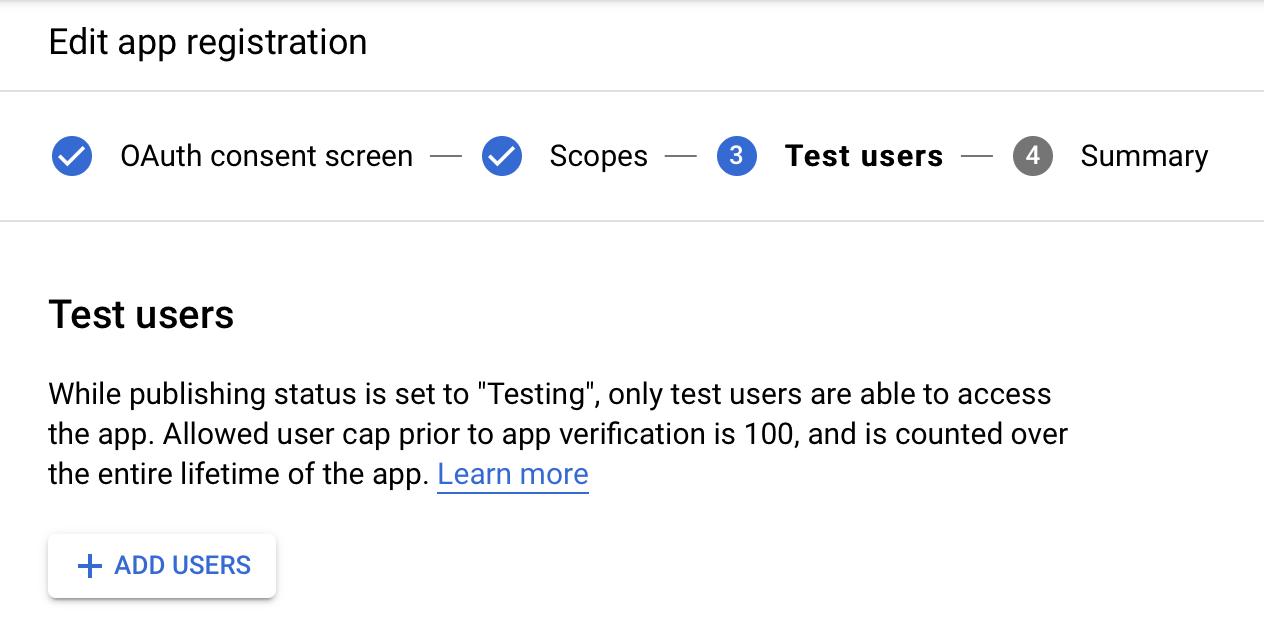 Edit app registration
OAuth consent screen — Scopes — 3 Test users — 4 Summary
Test users
While publishing status is set to "Testing", only test users are able to access
the app. Allowed user cap prior to app verification is 100, and is counted over
the entire lifetime of the app. Learn more
+ ADD USERS